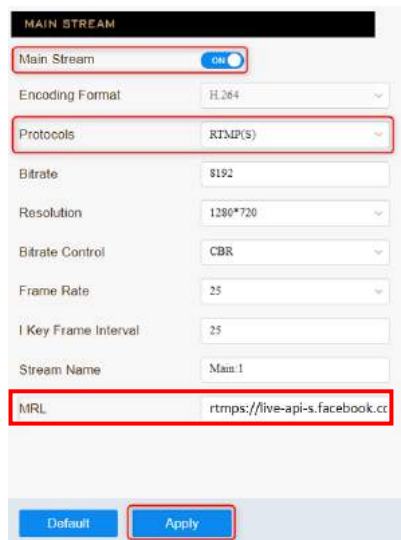 MAIN STREAM
Main Stream ON
Encoding Format H.264
Protocols RTMP(S)
Bitrate 8192
Resolution 1280*720
Bitrate Control CBR
Frame Rate 25
I Key Frame Interval 25
Stream Name Main:1
MRL rtmps://live-api-s.facebook.cc
Default Apply